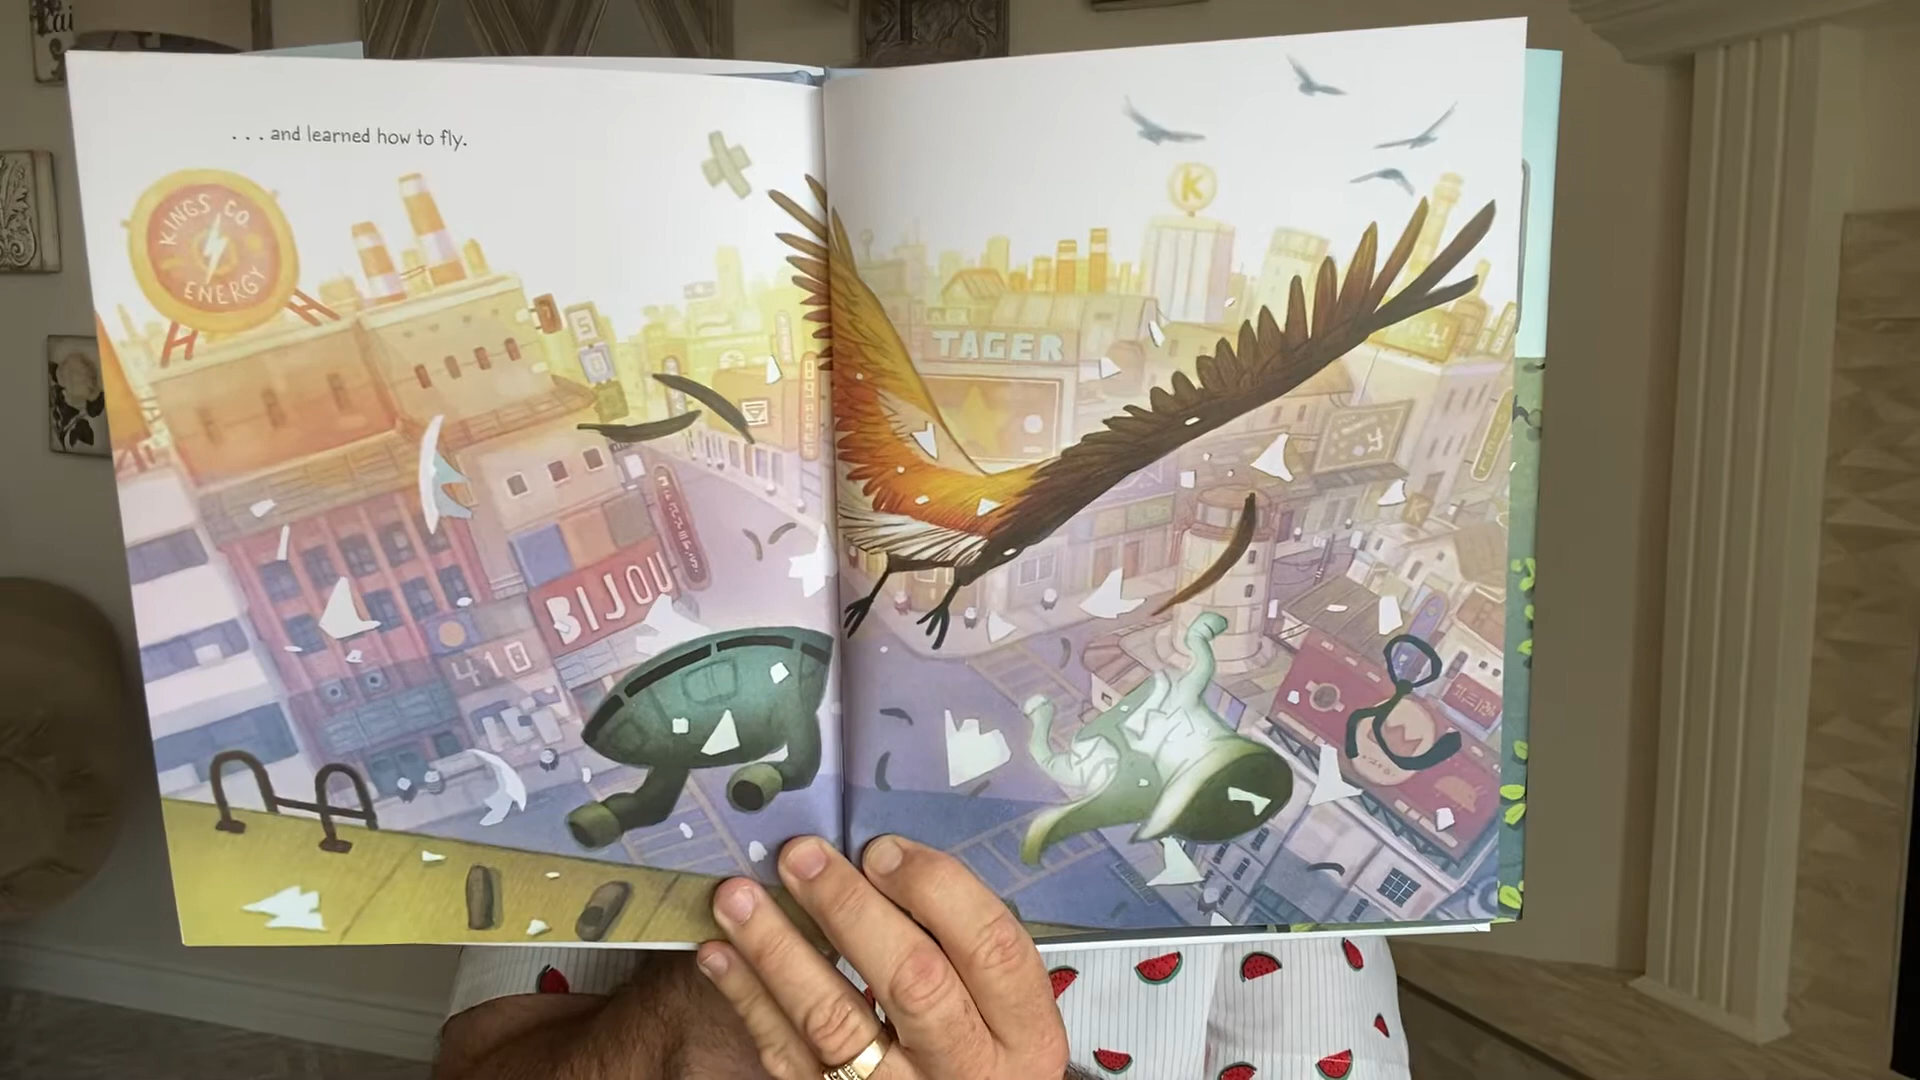 . . . and learned how to fly.
KINGS CO
ENERGY
K
TAGER
BIJOU
410